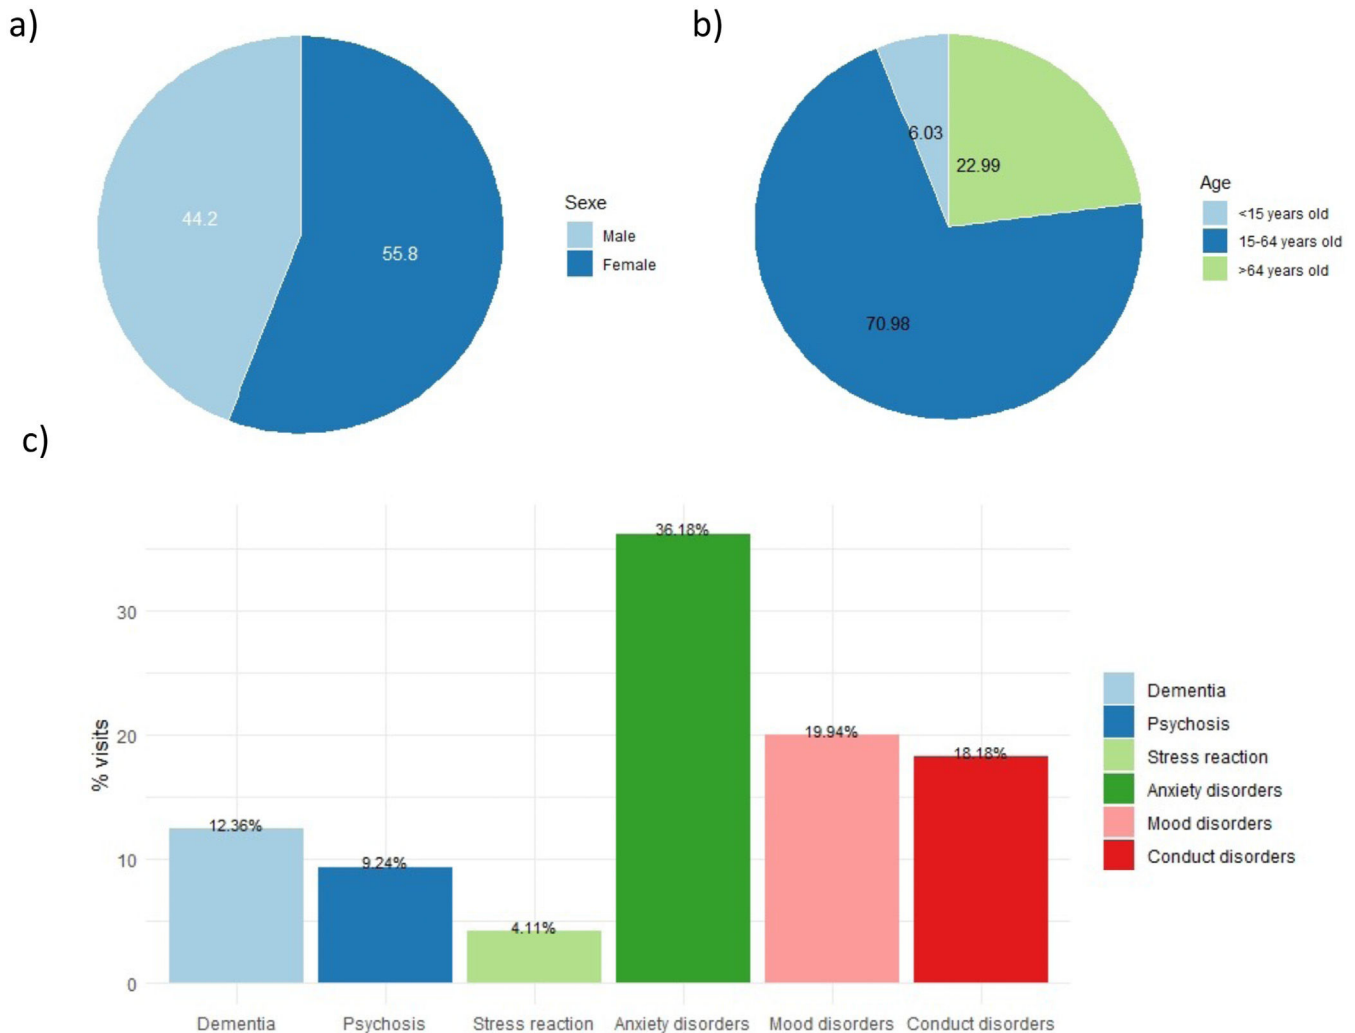 a)
44.2
55.8
Sexe
Male
Female
b)
6.03
22.99
70.98
Age
<15 years old
15-64 years old
>64 years old
c)
% visits
30
20
10
0
12.36%
9.24%
4.11%
36.18%
19.94%
18.18%
Dementia
Psychosis
Stress reaction
Anxiety disorders
Mood disorders
Conduct disorders
Dementia
Psychosis
Stress reaction
Anxiety disorders
Mood disorders
Conduct disorders